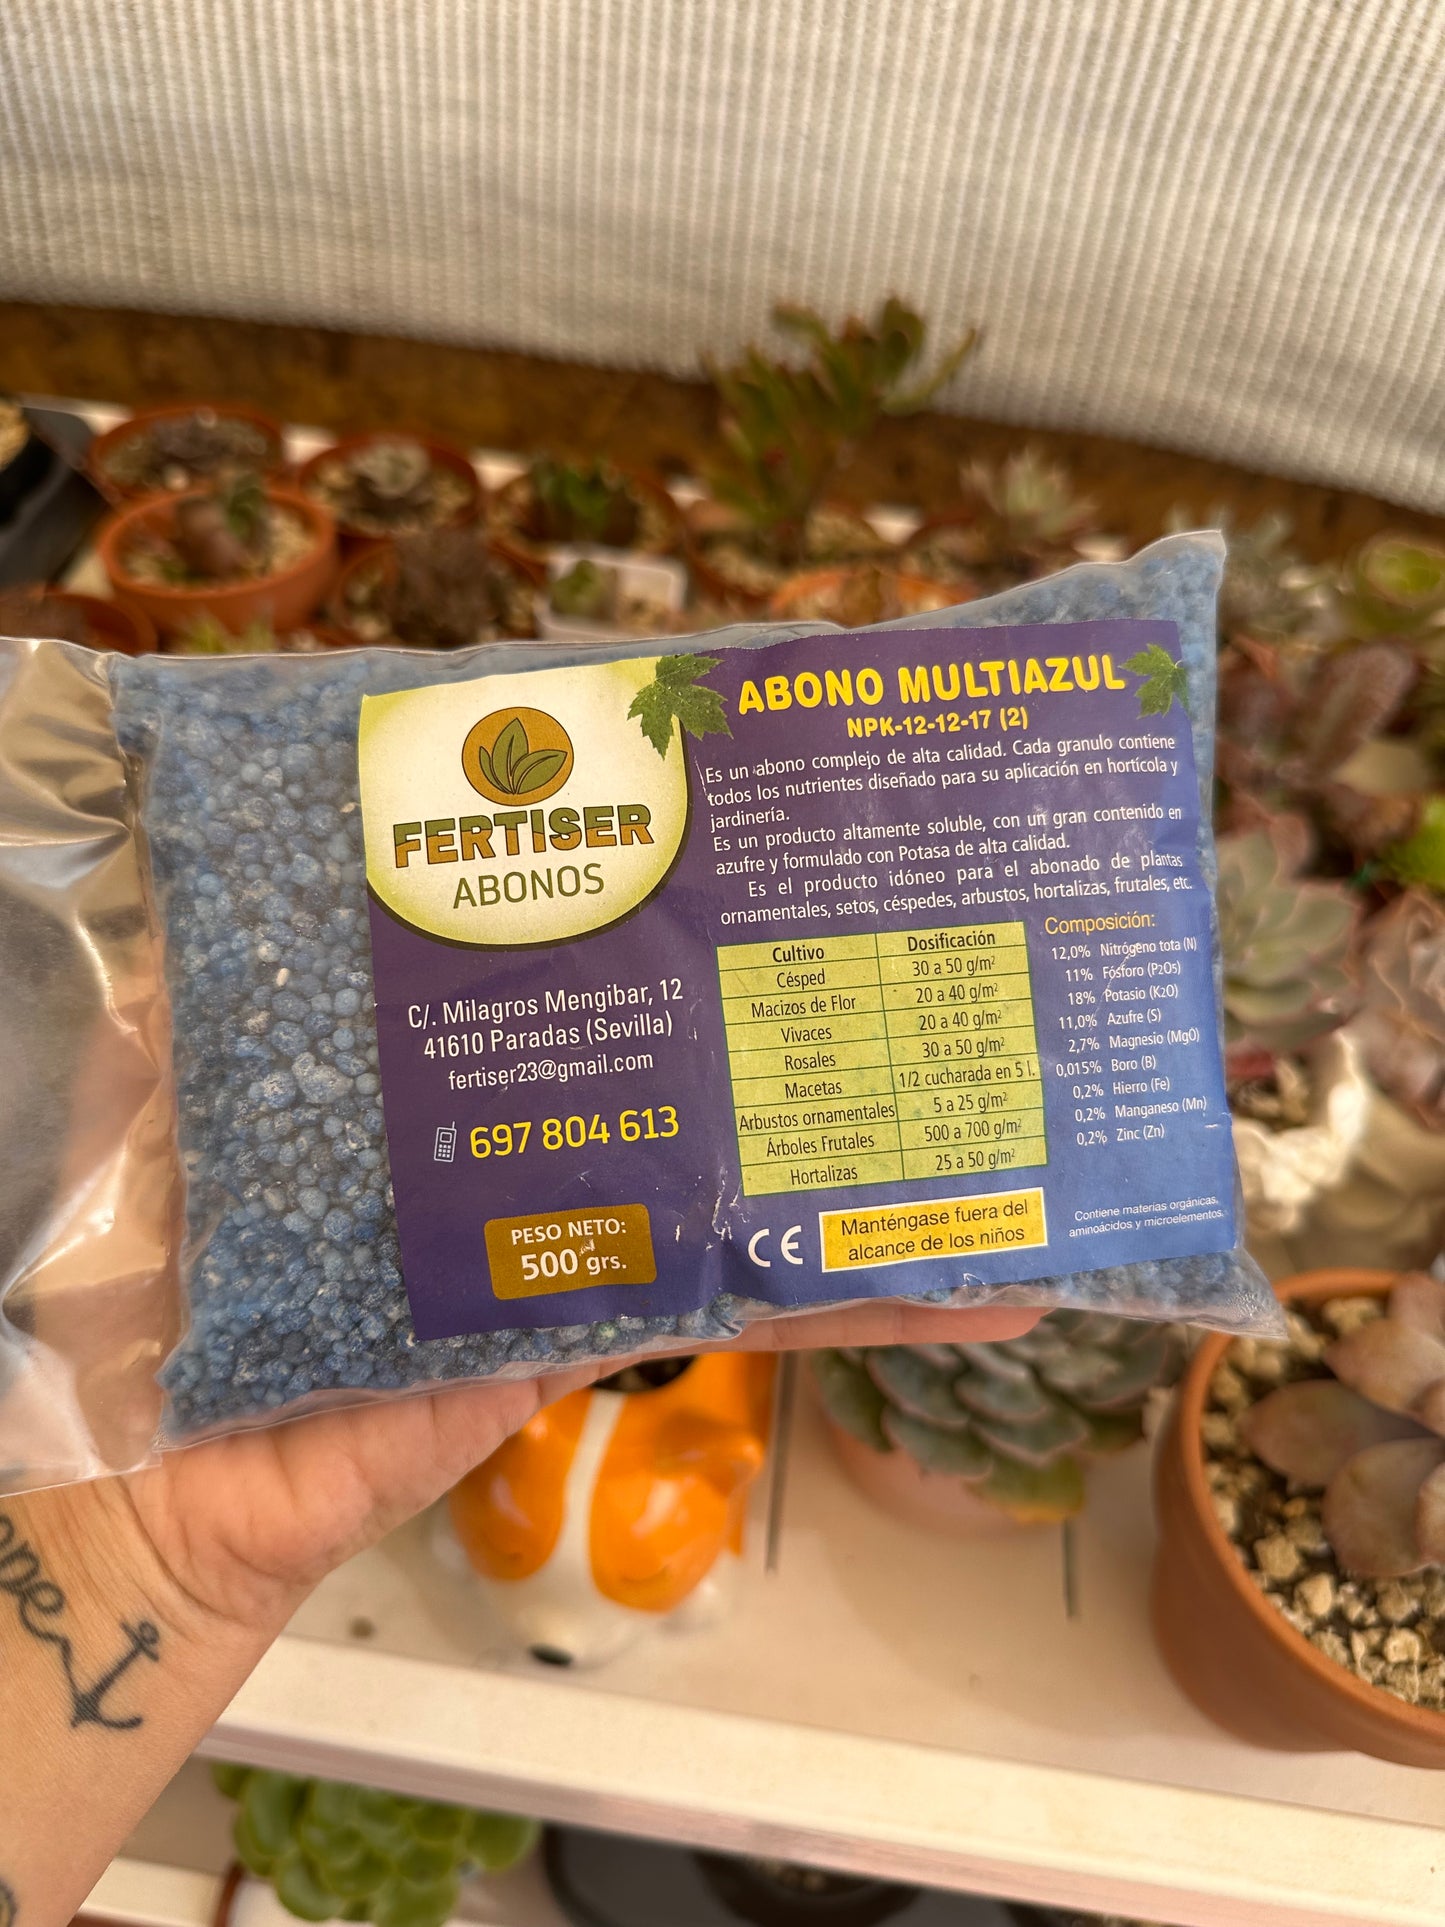 FERTISER
ABONOS
C/. Milagros Mengibar, 12
41610 Paradas (Sevilla)
fertiser23@gmail.com
697 804 613
PESO NETO:
500 grs.
ABONO MULTIAZUL
NPK-12-12-17 (2)
Es un abono complejo de alta calidad. Cada granulo contiene
todos los nutrientes diseñado para su aplicación en hortícola y
jardinería.
Es un producto altamente soluble, con un gran contenido en
azufre y formulado con Potasa de alta calidad.
Es el producto idóneo para el abonado de plantas
ornamentales, setos, céspedes, arbustos, hortalizas, frutales, etc.
Cultivo Dosificación
Césped 30 a 50 g/m²
Macizos de Flor 20 a 40 g/m²
Vivaces 20 a 40 g/m²
Rosales 30 a 50 g/m²
Macetas 1/2 cucharada en 5 l.
Arbustos ornamentales 5 a 25 g/m²
Árboles Frutales 500 a 700 g/m²
Hortalizas 25 a 50 g/m²
Composición:
12,0% Nitrógeno tota (N)
11% Fósforo (P2O5)
18% Potasio (K2O)
11,0% Azufre (S)
2,7% Magnesio (MgO)
0,015% Boro (B)
0,2% Hierro (Fe)
0,2% Manganeso (Mn)
0,2% Zinc (Zn)
CE
Manténgase fuera del
alcance de los niños
Contiene materias orgánicas,
aminoácidos y microelementos.